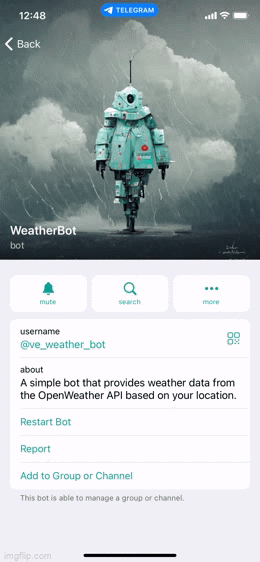 12:48
TELEGRAM
Back
WeatherBot
bot
mute
search
more
username
@ve_weather_bot
about
A simple bot that provides weather data from
the OpenWeather API based on your location.
Restart Bot
Report
Add to Group or Channel
This bot is able to manage a group or channel.
imgflip.com